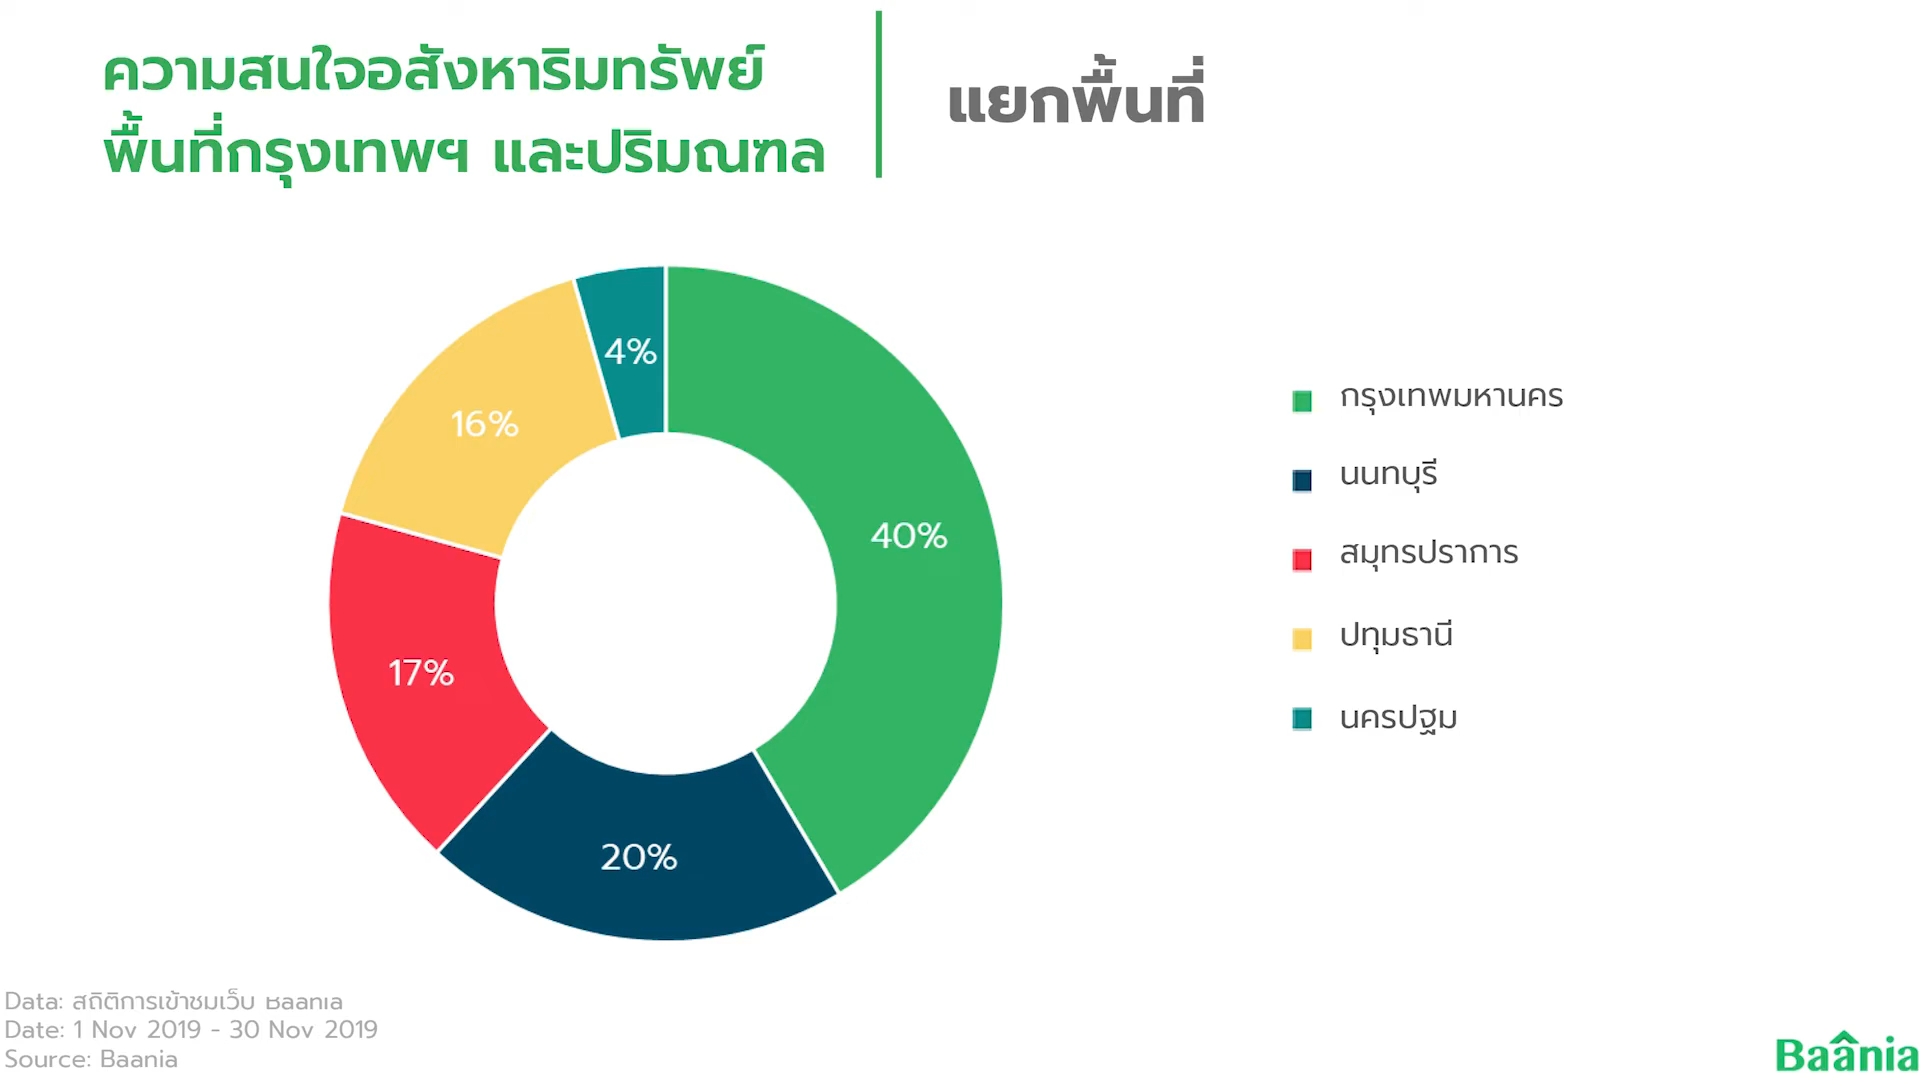 ความสนใจอสังหาริมทรัพย์
พื้นที่กรุงเทพฯ และปริมณฑล
แยกพื้นที่
4%
16%
40%
17%
20%
กรุงเทพมหานคร
นนทบุรี
สมุทรปราการ
ปทุมธานี
นครปฐม
Data: สถิติการเข้าชมเว็บ Baania
Date: 1 Nov 2019 - 30 Nov 2019
Source: Baania
Baânia